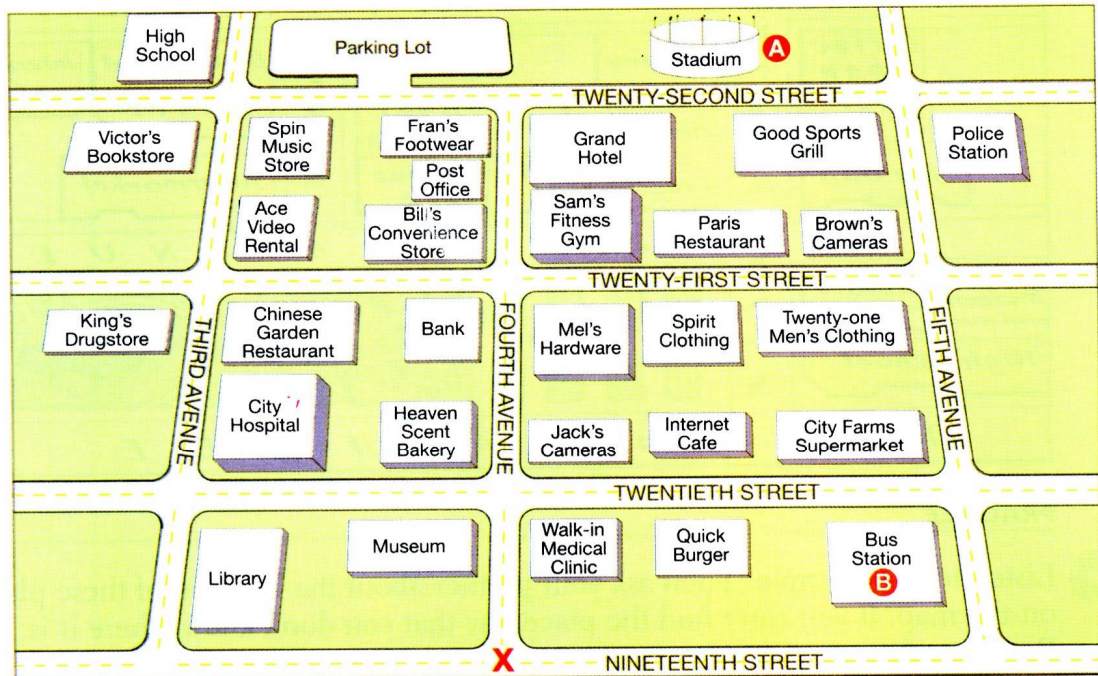 High
School
Parking Lot
Stadium
A
TWENTY-SECOND STREET
Victor's
Bookstore
Spin
Music
Store
Fran's
Footwear
Post
Office
Grand
Hotel
Good Sports
Grill
Police
Station
Ace
Video
Rental
Bill's
Convenience
Store
Sam's
Fitness
Gym
Paris
Restaurant
Brown's
Cameras
TWENTY-FIRST STREET
King's
Drugstore
THIRD AVENUE
Chinese
Garden
Restaurant
Bank
FOURTH AVENUE
Mel's
Hardware
Spirit
Clothing
Twenty-one
Men's Clothing
FIFTH AVENUE
City
Hospital
Heaven
Scent
Bakery
Jack's
Cameras
Internet
Cafe
City Farms
Supermarket
TWENTIETH STREET
Library
Museum
Walk-in
Medical
Clinic
Quick
Burger
Bus
Station
B
X
NINETEENTH STREET